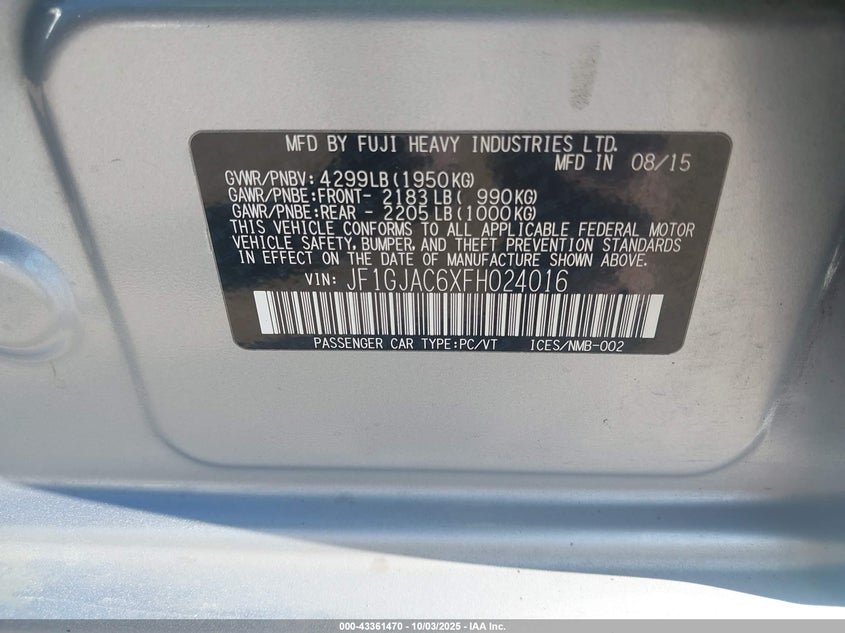 MFD BY FUJI HEAVY INDUSTRIES LTD.
MFD IN 08/15
GVWR/PNBV: 4299LB(1950KG)
GAWR/PNBE:FRONT- 2183LB( 990KG)
GAWR/PNBE:REAR - 2205LB(1000KG)
THIS VEHICLE CONFORMS TO ALL APPLICABLE FEDERAL MOTOR
VEHICLE SAFETY, BUMPER, AND THEFT PREVENTION STANDARDS
IN EFFECT ON THE DATE OF MANUFACTURE SHOWN ABOVE.
VIN: JF1GJAC6XFH024016
PASSENGER CAR TYPE:PC/VT ICES/NMB-002
000-43361470 - 10/03/2025 - IAA Inc.